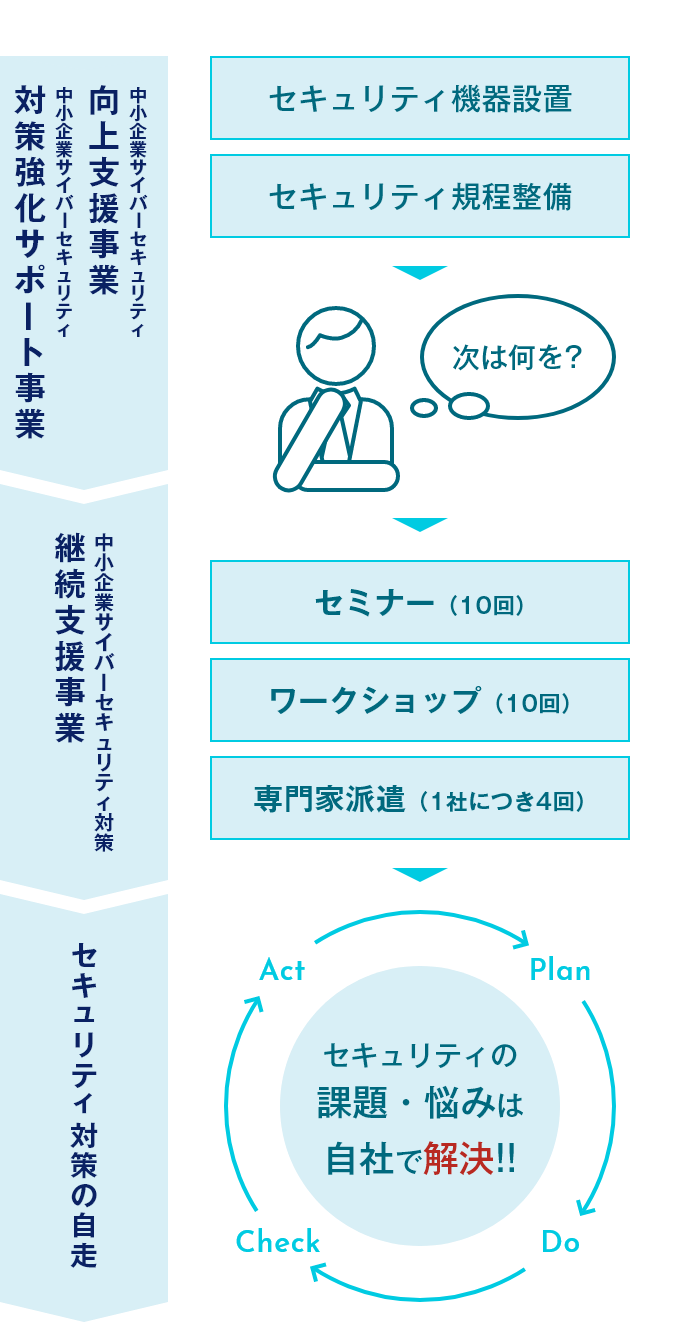 中小企業サイバーセキュリティ
向上支援事業
中小企業サイバーセキュリティ
対策強化サポート事業
セキュリティ機器設置
セキュリティ規程整備
次は何を?
中小企業サイバーセキュリティ対策
継続支援事業
セミナー（10回）
ワークショップ（10回）
専門家派遣（1社につき4回）
セキュリティ対策の自走
Act
Plan
セキュリティの
課題・悩みは
自社で解決!!
Check
Do